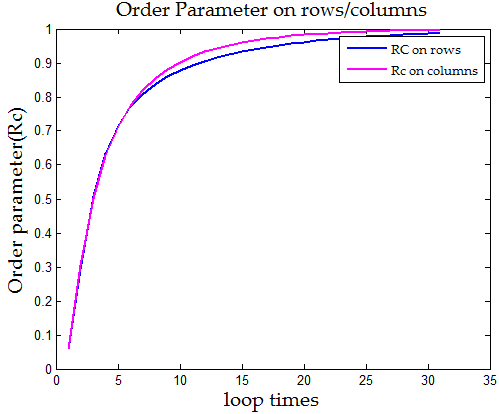 Order Parameter on rows/columns
1
0.9
0.8
0.7
0.6
0.5
0.4
0.3
0.2
0.1
0
Order parameter(Rc)
RC on rows
Rc on columns
0 5 10 15 20 25 30 35
loop times